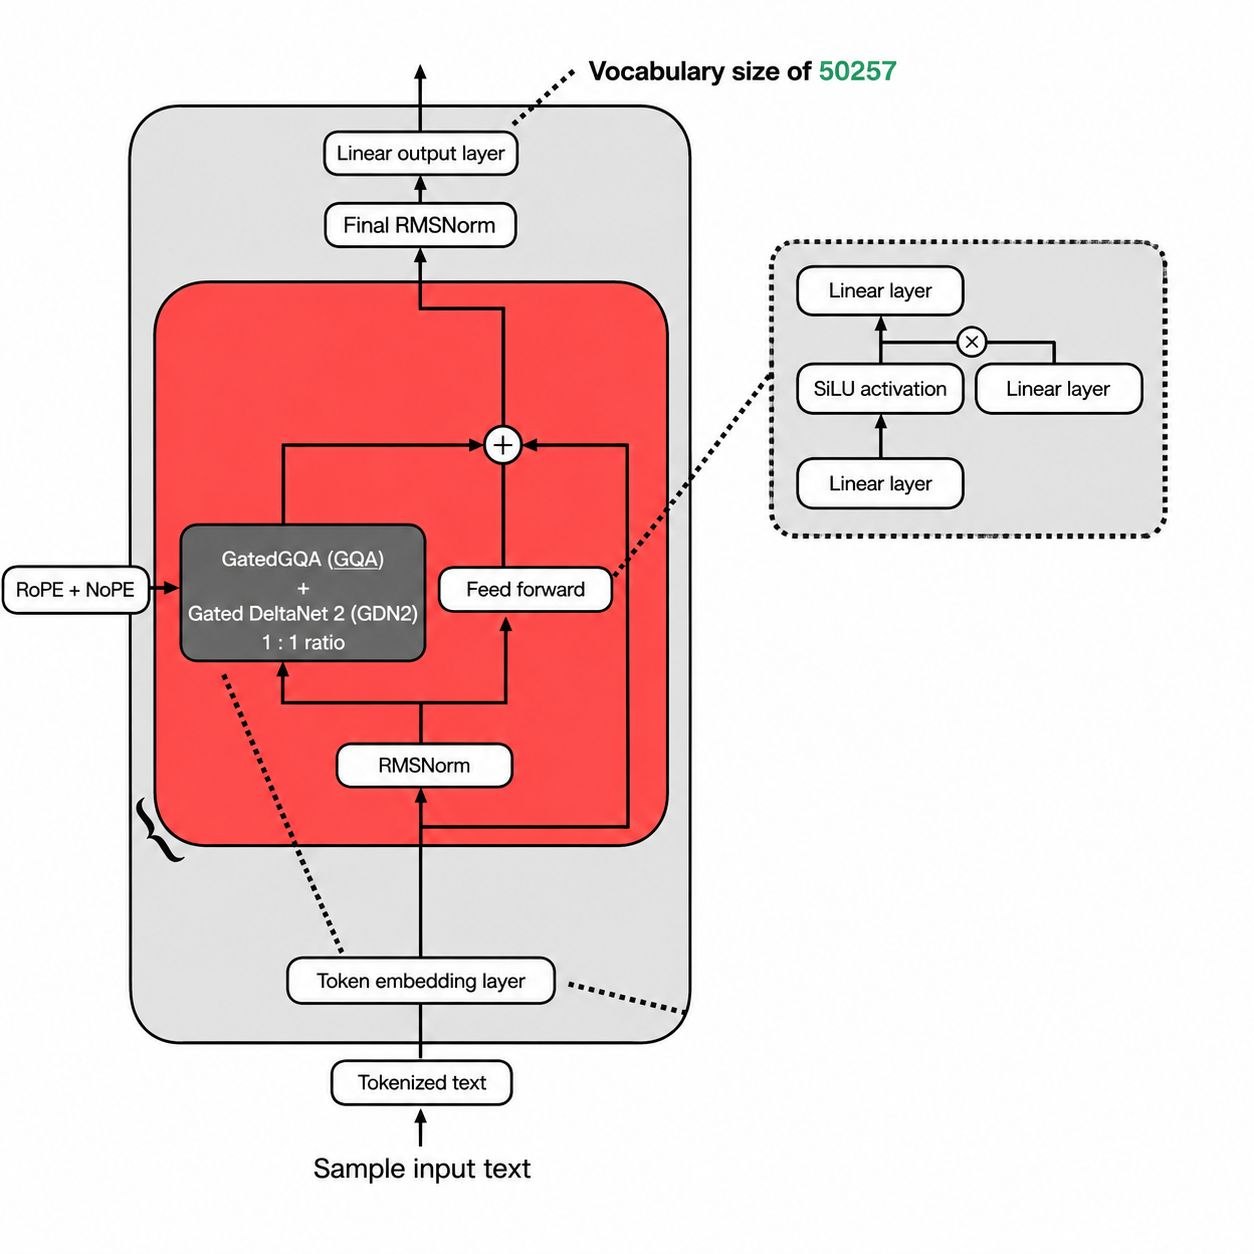 Vocabulary size of 50257
Linear output layer
Final RMSNorm
Linear layer
SiLU activation
Linear layer
Linear layer
RoPE + NoPE
GatedGQA (GQA)
+
Gated DeltaNet 2 (GDN2)
1 : 1 ratio
Feed forward
RMSNorm
Token embedding layer
Tokenized text
Sample input text